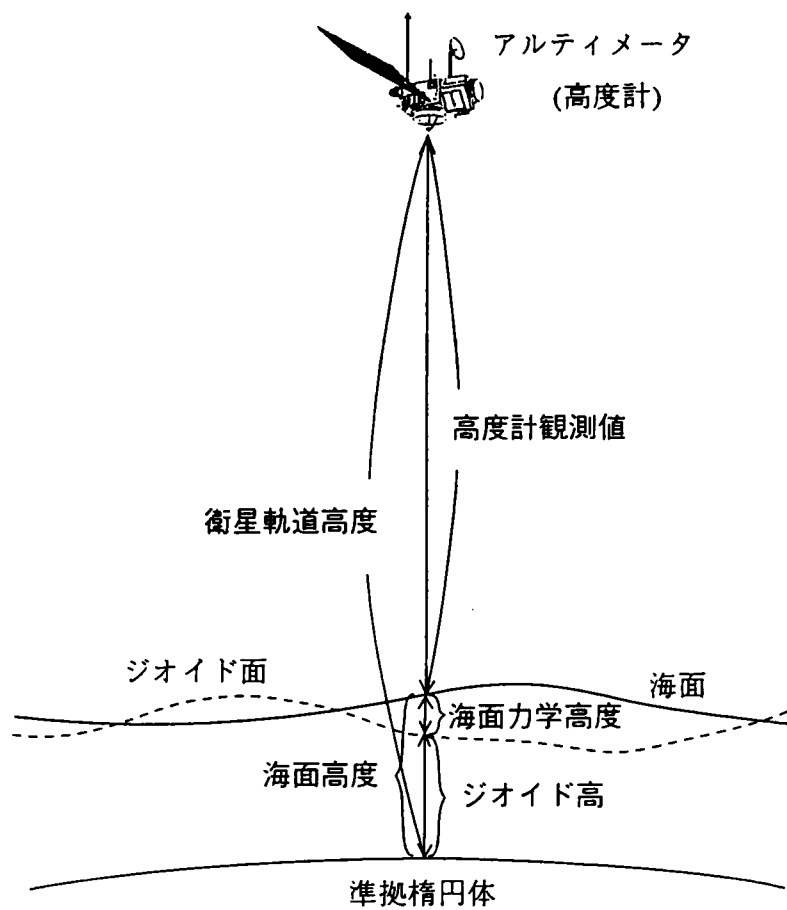 アルティメータ
(高度計)
高度計観測値
衛星軌道高度
ジオイド面
海面
海面力学高度
海面高度
ジオイド高
準拠楕円体